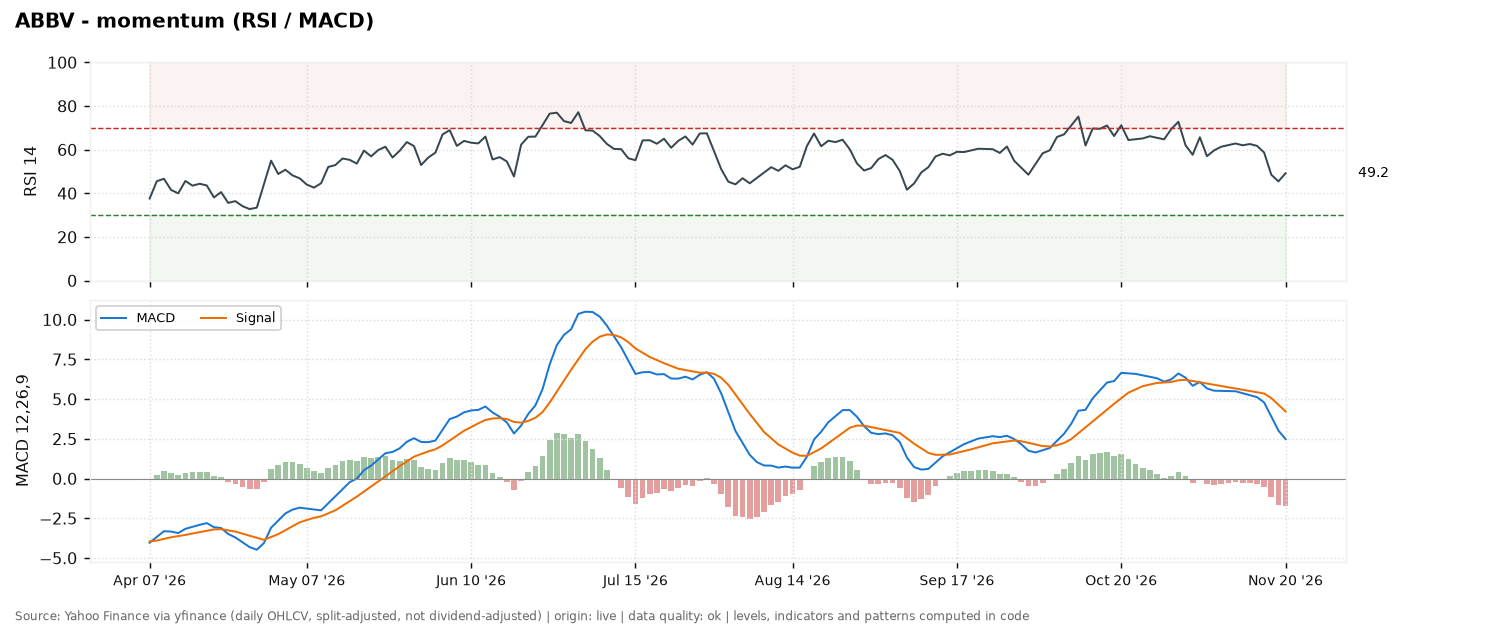 ABBV - momentum (RSI / MACD)
100
80
60
40
20
0
RSI 14
49.2
MACD
Signal
10.0
7.5
5.0
2.5
0.0
−2.5
−5.0
MACD 12,26,9
Apr 07 '26
May 07 '26
Jun 10 '26
Jul 15 '26
Aug 14 '26
Sep 17 '26
Oct 20 '26
Nov 20 '26
Source: Yahoo Finance via yfinance (daily OHLCV, split-adjusted, not dividend-adjusted) | origin: live | data quality: ok | levels, indicators and patterns computed in code